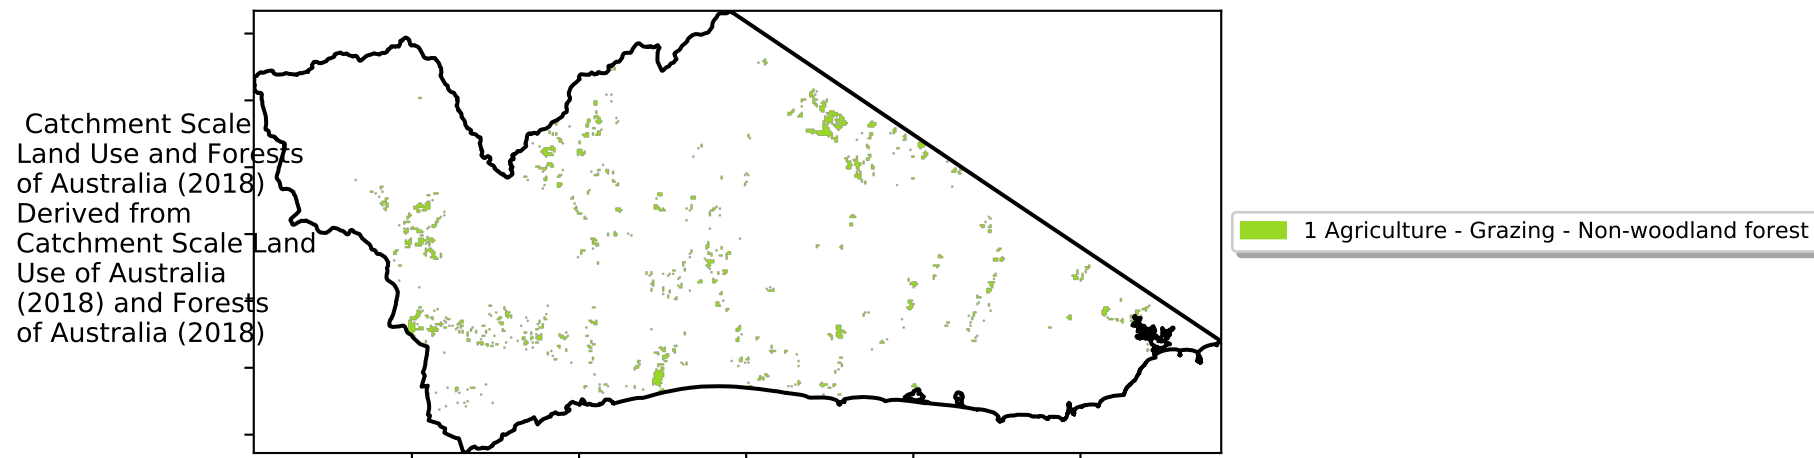 Catchment Scale
Land Use and Forests
of Australia (2018)
Derived from
Catchment Scale Land
Use of Australia
(2018) and Forests
of Australia (2018)
1 Agriculture - Grazing - Non-woodland forest